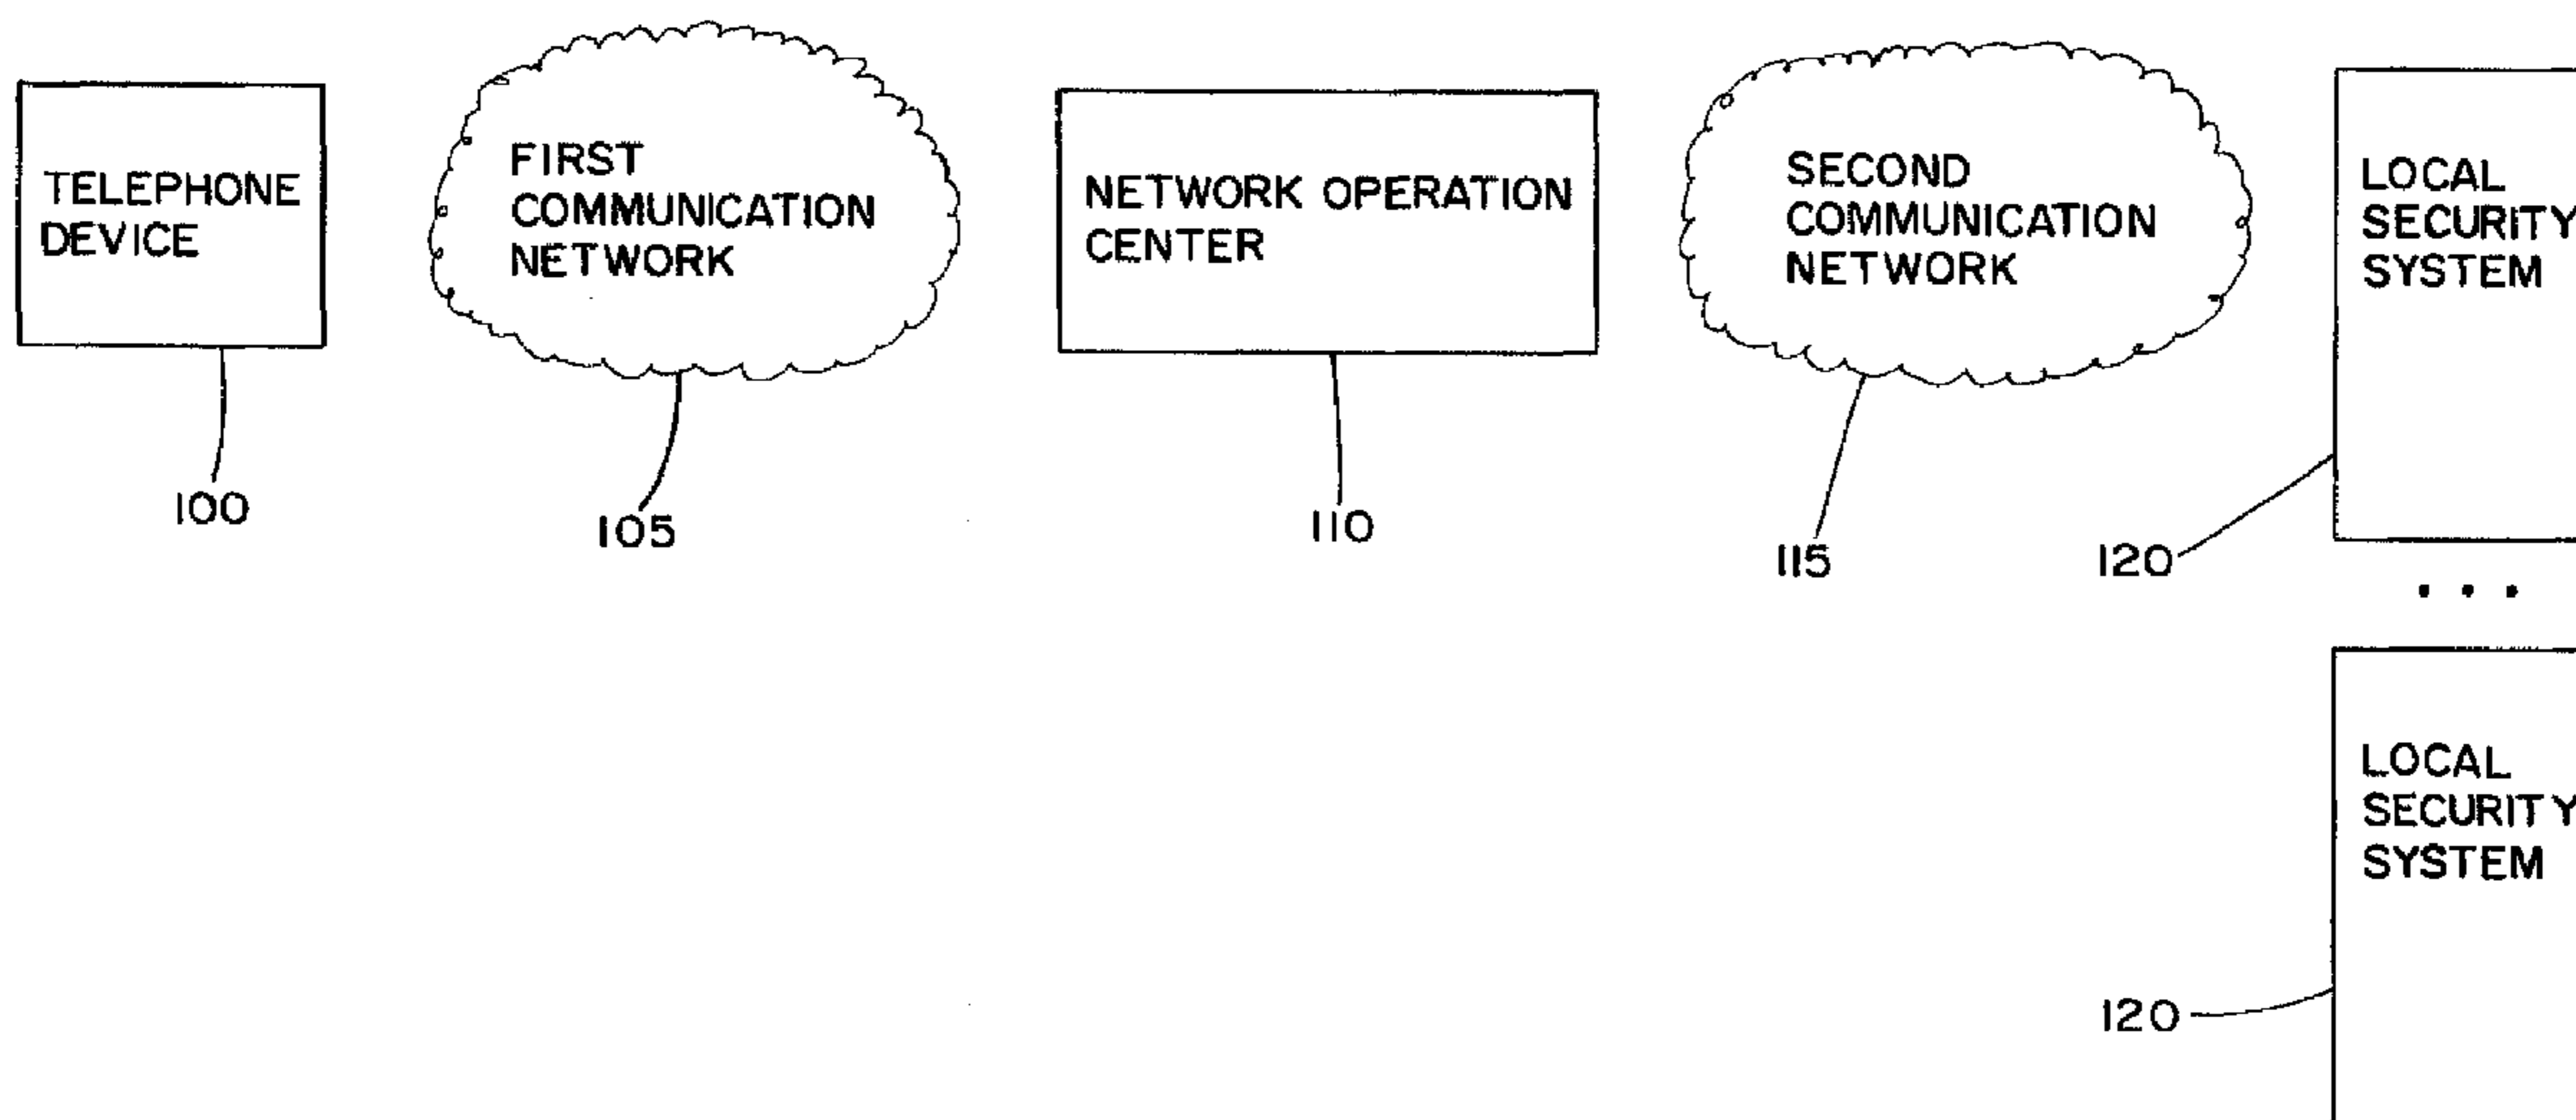 TELEPHONE
DEVICE
100
FIRST
COMMUNICATION
NETWORK
105
NETWORK OPERATION
CENTER
110
SECOND
COMMUNICATION
NETWORK
115
LOCAL
SECURITY
SYSTEM
120
...
LOCAL
SECURITY
SYSTEM
120